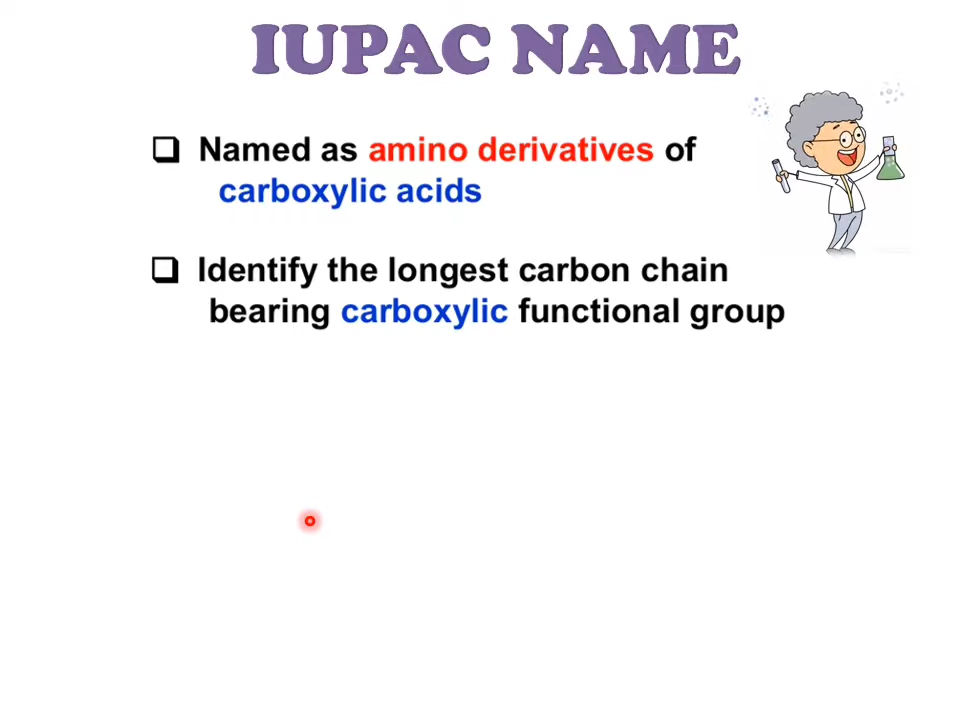 IUPAC NAME
❑ Named as amino derivatives of
carboxylic acids
❑ Identify the longest carbon chain
bearing carboxylic functional group